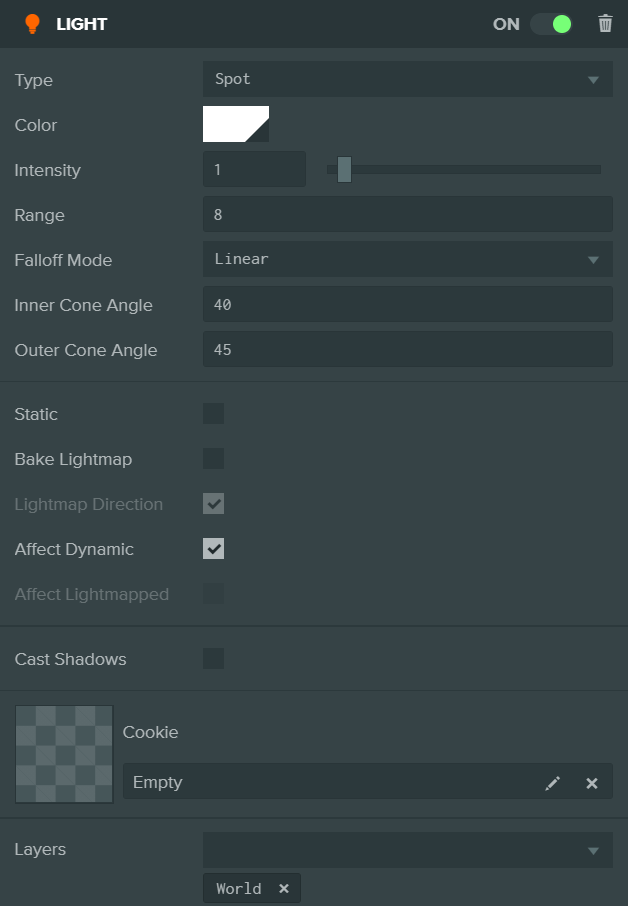 LIGHT ON
Type Spot
Color
Intensity 1
Range 8
Falloff Mode Linear
Inner Cone Angle 40
Outer Cone Angle 45
Static
Bake Lightmap
Lightmap Direction
Affect Dynamic
Affect Lightmapped
Cast Shadows
Cookie
Empty
Layers
World